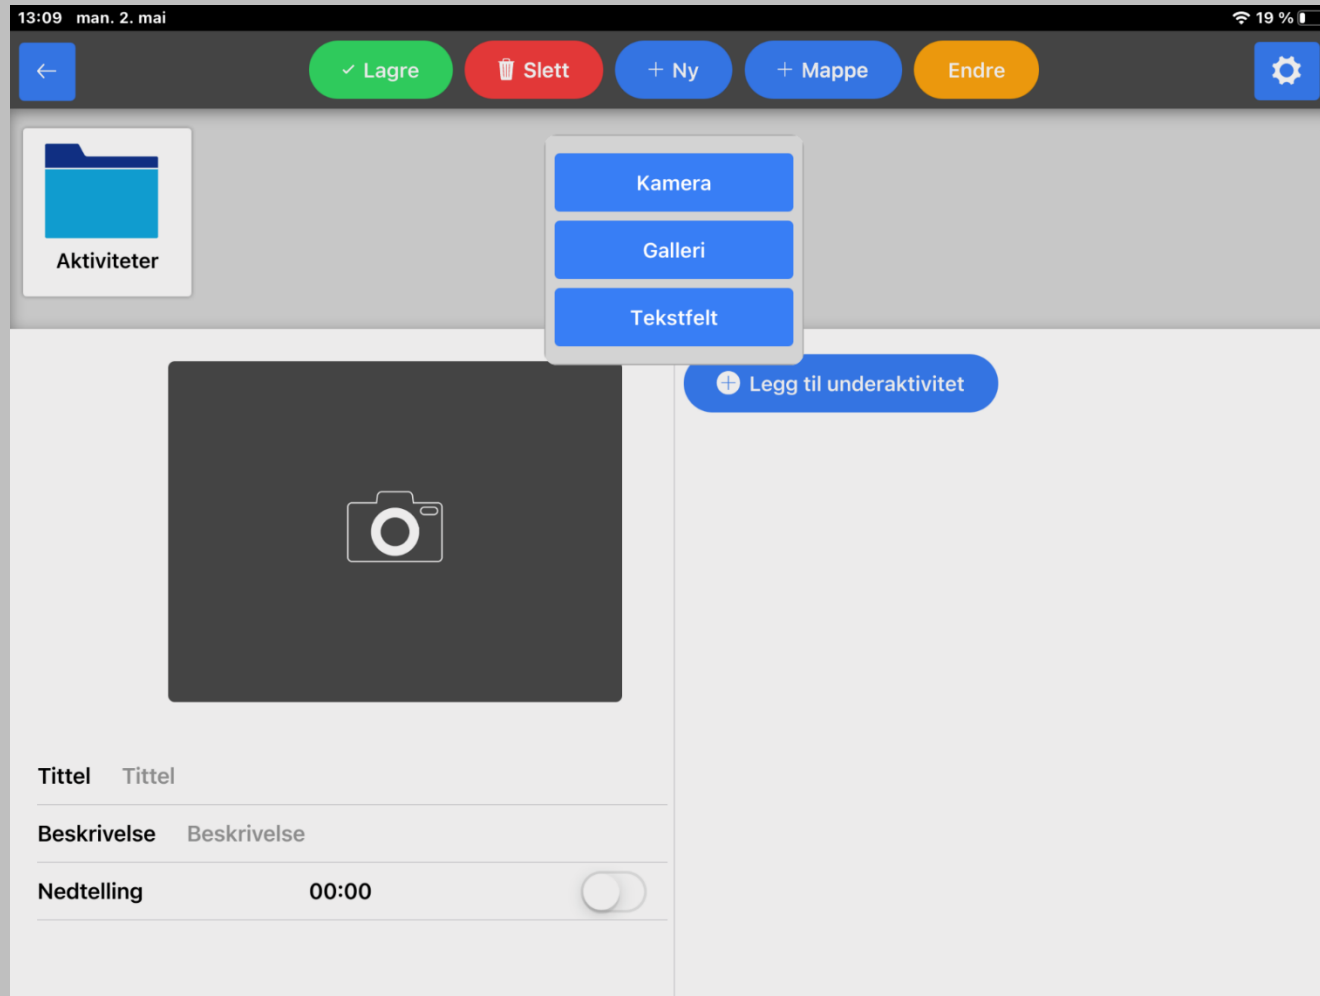 13:09 man. 2. mai 19 %
Lagre Slett + Ny + Mappe Endre
Aktiviteter
Kamera
Galleri
Tekstfelt
Legg til underaktivitet
Tittel Tittel
Beskrivelse Beskrivelse
Nedtelling 00:00